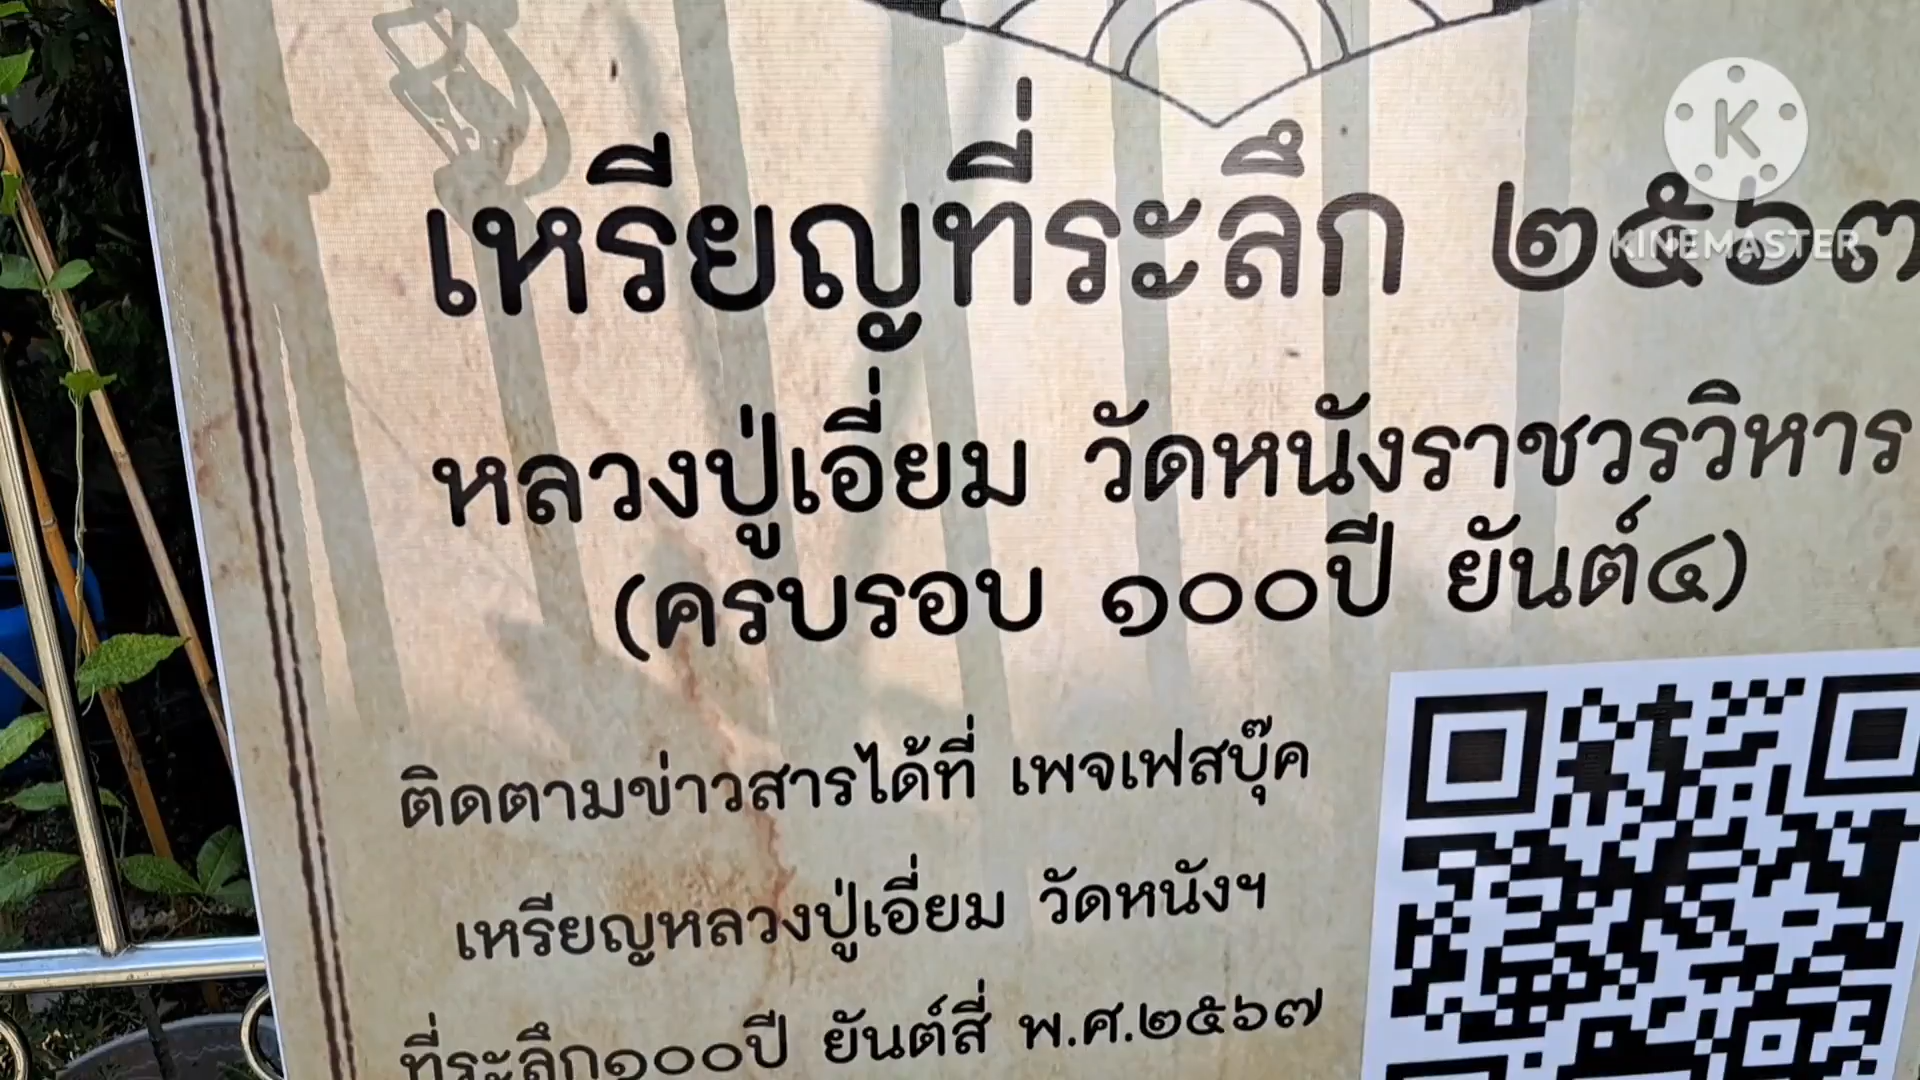 K
KINEMASTER
เหรียญที่ระลึก ๒๕๖๗
หลวงปู่เอี่ยม วัดหนังราชวรวิหาร
(ครบรอบ ๑๐๐ปี ยันต์๔)
ติดตามข่าวสารได้ที่ เพจเฟสบุ๊ค
เหรียญหลวงปู่เอี่ยม วัดหนังฯ
ที่ระลึก๑๐๐ปี ยันต์สี่ พ.ศ.๒๕๖๗